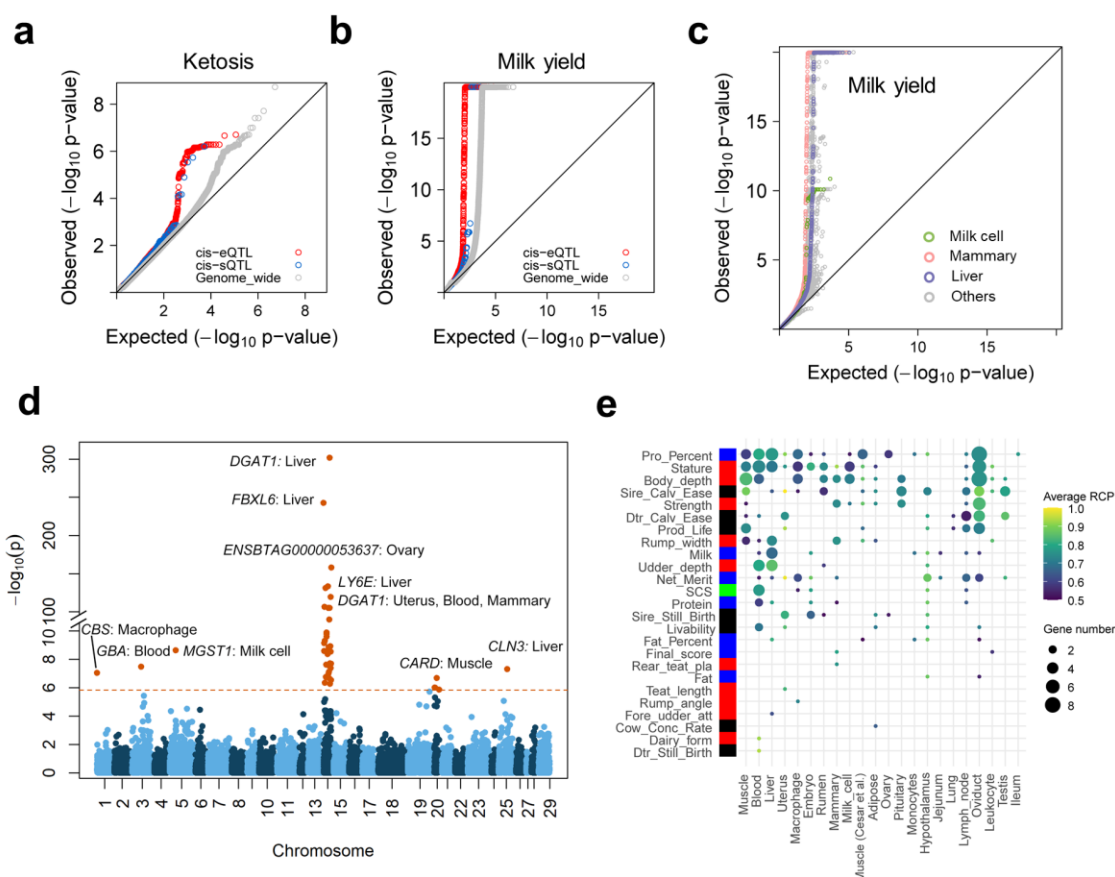 a
Ketosis
Observed (−log10 p−value)
8
6
4
2
cis−eQTL
cis−sQTL
Genome_wide
2 4 6 8
Expected (−log10 p−value)
b
Milk yield
Observed (−log10 p−value)
15
10
5
cis−eQTL
cis−sQTL
Genome_wide
5 10 15
Expected (−log10 p−value)
c
Milk yield
Observed (−log10 p−value)
15
10
5
Milk cell
Mammary
Liver
Others
5 10 15
Expected (−log10 p−value)
d
−log10(p)
300
200
100
10
8
6
4
2
0
DGAT1: Liver
FBXL6: Liver
ENSBTAG00000053637: Ovary
LY6E: Liver
DGAT1: Uterus, Blood, Mammary
CBS: Macrophage
GBA: Blood
MGST1: Milk cell
CARD: Muscle
CLN3: Liver
1 2 3 4 5 6 7 8 10 11 13 15 17 18 19 20 22 23 25 27 29
Chromosome
e
Pro_Percent
Stature
Body_depth
Sire_Calv_Ease
Strength
Dtr_Calv_Ease
Prod_Life
Rump_width
Milk
Udder_depth
Net_Merit
SCS
Protein
Sire_Still_Birth
Livability
Fat_Percent
Final_score
Rear_teat_pla
Fat
Teat_length
Rump_angle
Fore_udder_att
Cow_Conc_Rate
Dairy_form
Dtr_Still_Birth
Muscle
Blood
Liver
Uterus
Macrophage
Embryo
Rumen
Mammary
Milk_cell
Muscle (Cesar et al.)
Adipose
Ovary
Pituitary
Monocytes
Hypothalamus
Jejunum
Lung
Lymph_node
Oviduct
Leukocyte
Testis
Ileum
Average RCP
1.0
0.9
0.8
0.7
0.6
0.5
Gene number
2
4
6
8